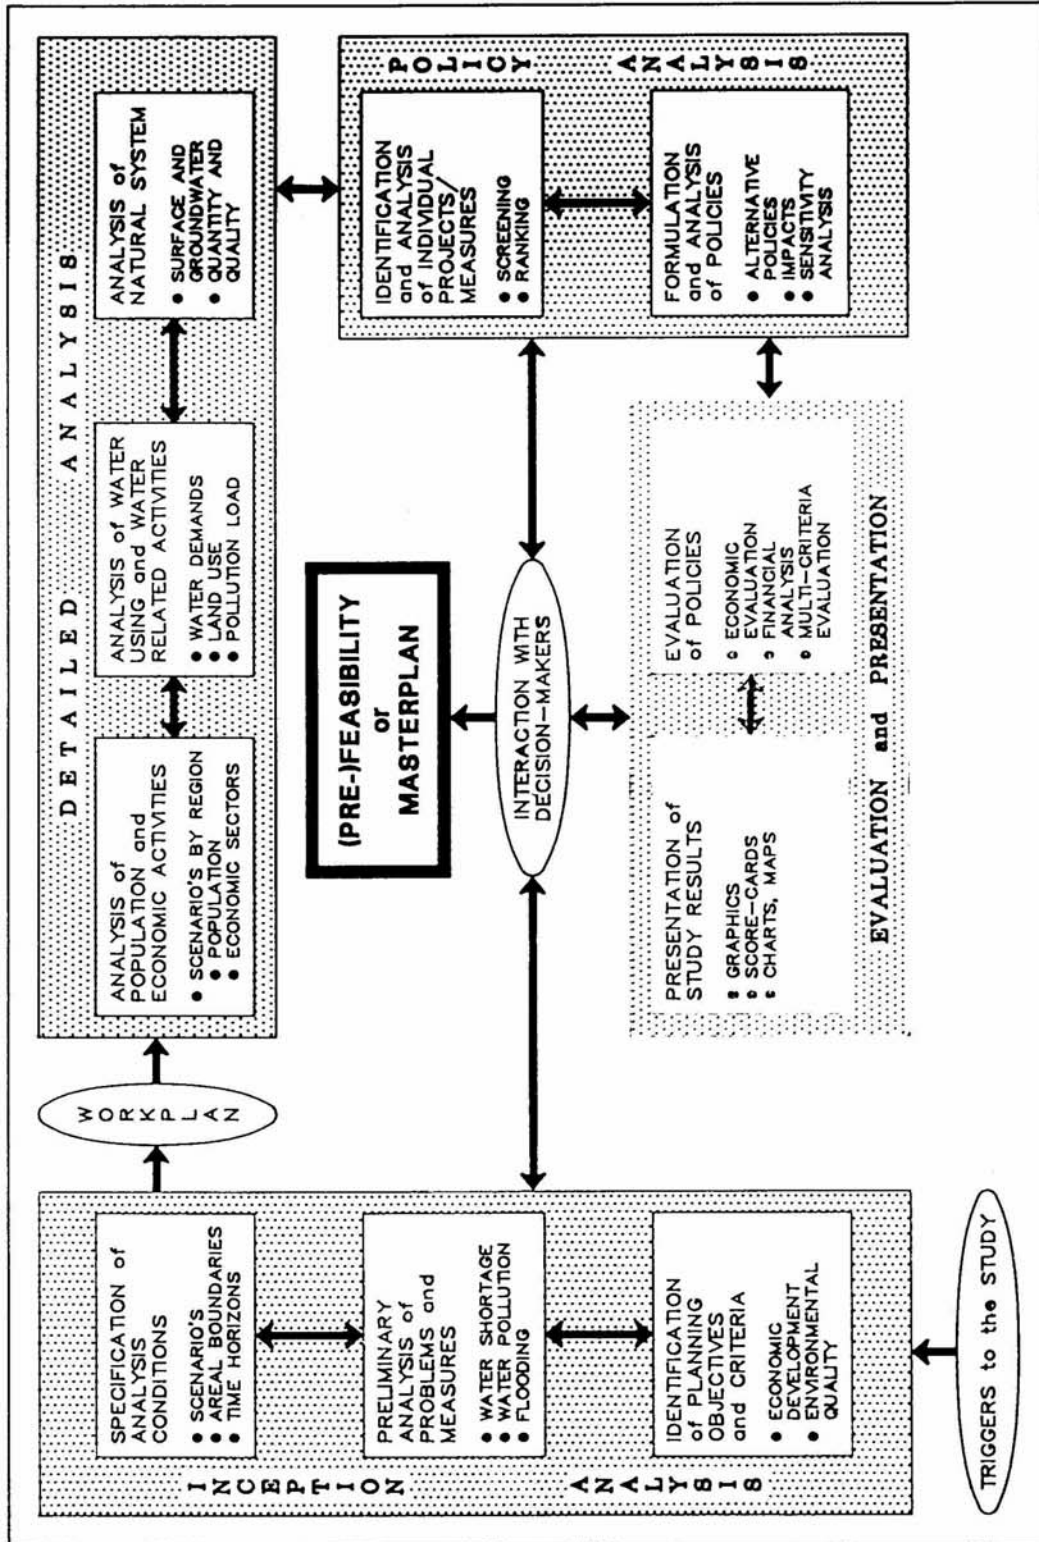 DETAILED ANALYSIS
SPECIFICATION of
ANALYSIS
CONDITIONS
● SCENARIO'S
● AREAL BOUNDARIES
● TIME HORIZONS
PRELIMINARY
ANALYSIS of
PROBLEMS and
MEASURES
● WATER SHORTAGE
● WATER POLLUTION
● FLOODING
IDENTIFICATION
of PLANNING
OBJECTIVES
and CRITERIA
● ECONOMIC
DEVELOPMENT
● ENVIRONMENTAL
QUALITY
INCEPTION ANALYSIS
TRIGGERS to the STUDY
WORKPLAN
ANALYSIS of
POPULATION and
ECONOMIC ACTIVITIES
● SCENARIO'S BY REGION
● POPULATION
● ECONOMIC SECTORS
ANALYSIS of WATER
USING and WATER
RELATED ACTIVITIES
● WATER DEMANDS
● LAND USE
● POLLUTION LOAD
ANALYSIS of
NATURAL SYSTEM
● SURFACE AND
GROUNDWATER
● QUANTITY AND
QUALITY
(PRE-)FEASIBILITY
or
MASTERPLAN
INTERACTION WITH
DECISION-MAKERS
IDENTIFICATION
and ANALYSIS
of INDIVIDUAL
PROJECTS/
MEASURES
● SCREENING
● RANKING
FORMULATION
and ANALYSIS
of POLICIES
● ALTERNATIVE
POLICIES
● IMPACTS
● SENSITIVITY
ANALYSIS
POLICY ANALYSIS
PRESENTATION of
STUDY RESULTS
● GRAPHICS
● SCORE-CARDS
● CHARTS, MAPS
EVALUATION
of POLICIES
● ECONOMIC
EVALUATION
● FINANCIAL
ANALYSIS
● MULTI-CRITERIA
EVALUATION
EVALUATION and PRESENTATION